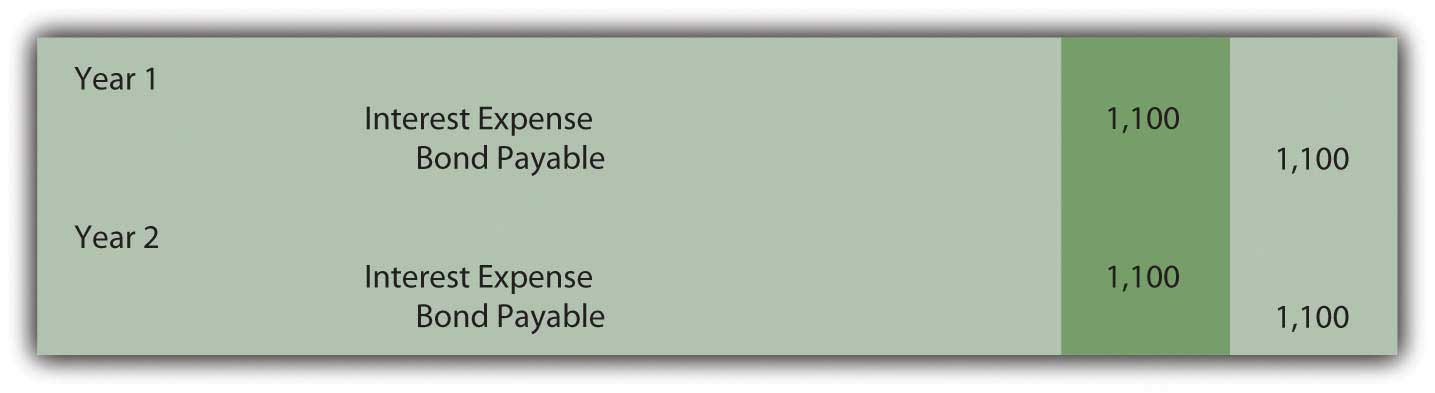 Year 1
Interest Expense 1,100
Bond Payable 1,100
Year 2
Interest Expense 1,100
Bond Payable 1,100